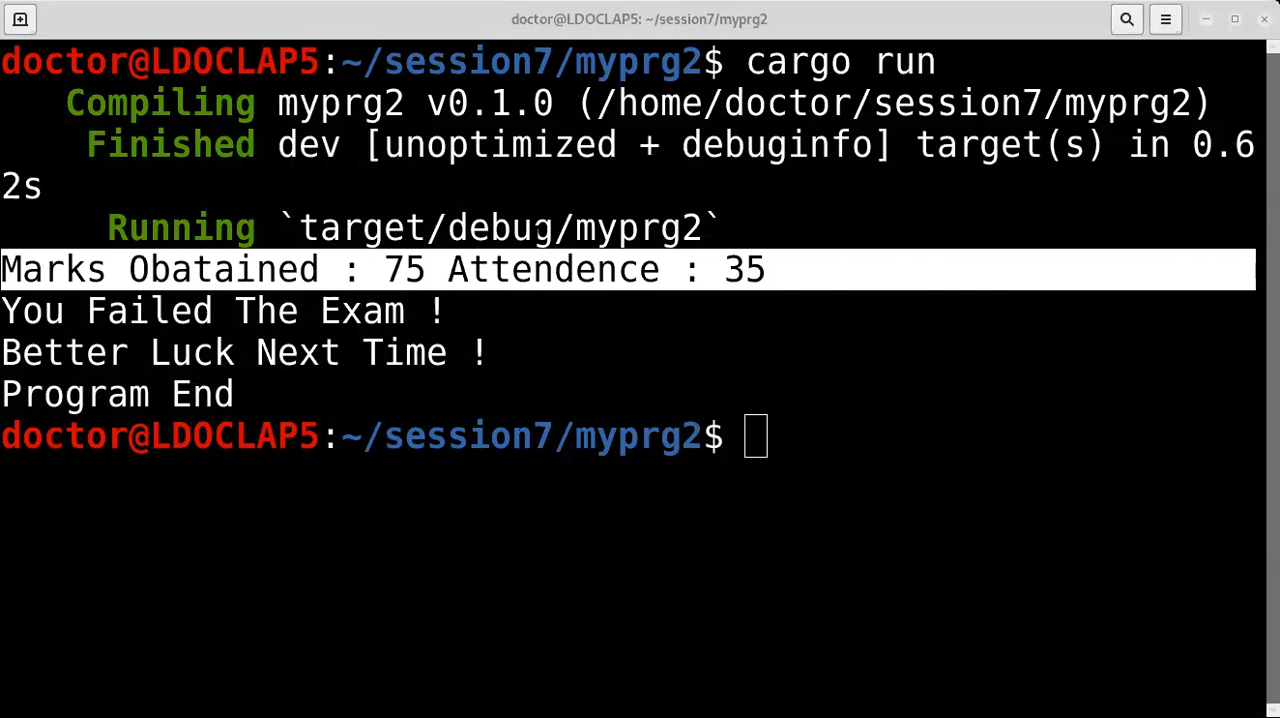 doctor@LDOCLAP5: ~/session7/myprg2
doctor@LDOCLAP5:~/session7/myprg2$ cargo run
Compiling myprg2 v0.1.0 (/home/doctor/session7/myprg2)
Finished dev [unoptimized + debuginfo] target(s) in 0.6
2s
Running `target/debug/myprg2`
Marks Obatained : 75 Attendence : 35
You Failed The Exam !
Better Luck Next Time !
Program End
doctor@LDOCLAP5:~/session7/myprg2$